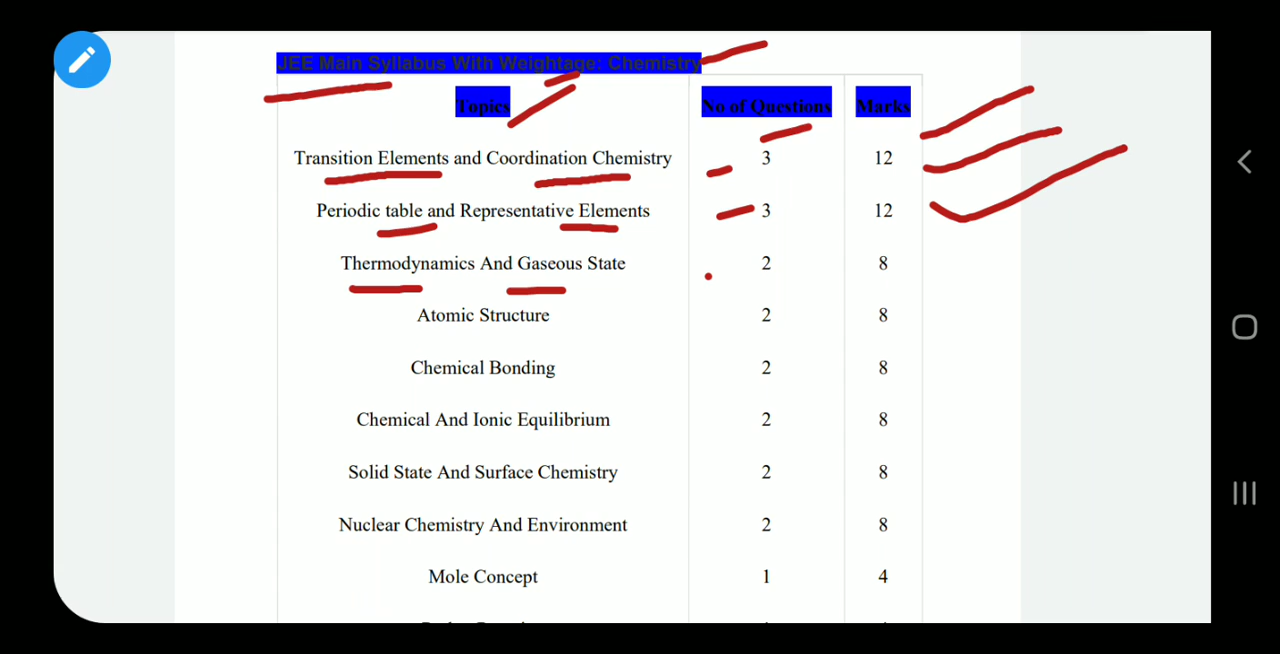 JEE Main Syllabus With Weightage: Chemistry
Topics No of Questions Marks
Transition Elements and Coordination Chemistry 3 12
Periodic table and Representative Elements 3 12
Thermodynamics And Gaseous State 2 8
Atomic Structure 2 8
Chemical Bonding 2 8
Chemical And Ionic Equilibrium 2 8
Solid State And Surface Chemistry 2 8
Nuclear Chemistry And Environment 2 8
Mole Concept 1 4